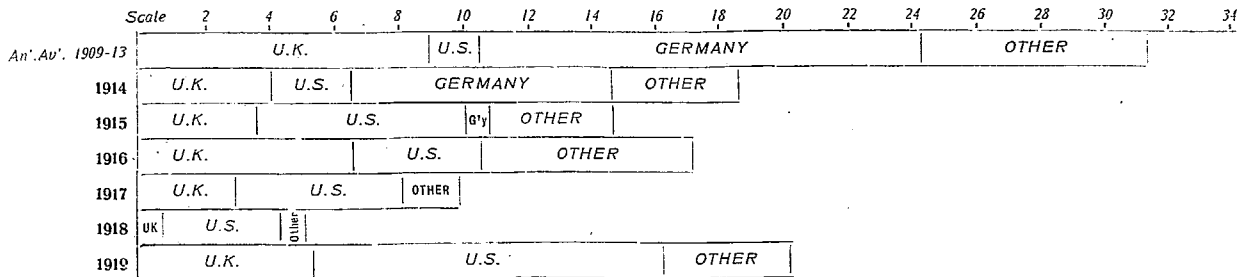 Scale 2 4 6 8 10 12 14 16 18 20 22 24 26 28 30 32 34
An'. Av'. 1909-13 U.K. U.S. GERMANY OTHER
1914 U.K. U.S. GERMANY OTHER
1915 U.K. U.S. G'y OTHER
1916 U.K. U.S. OTHER
1917 U.K. U.S. OTHER
1918 UK U.S. Other
1919 U.K. U.S. OTHER